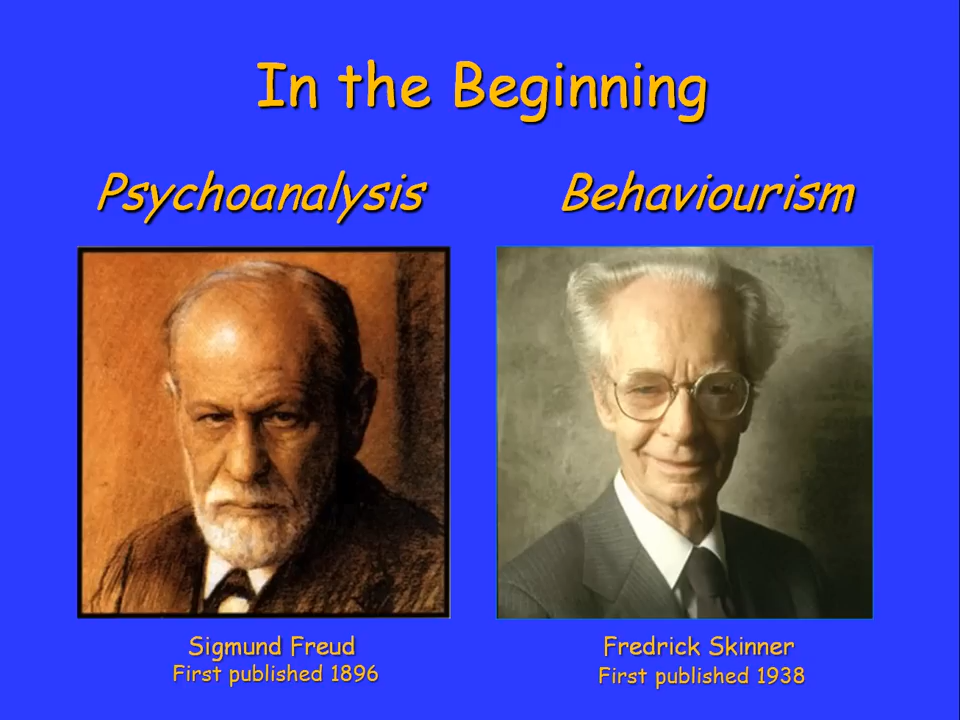 In the Beginning
Psychoanalysis
Behaviourism
Sigmund Freud
First published 1896
Fredrick Skinner
First published 1938